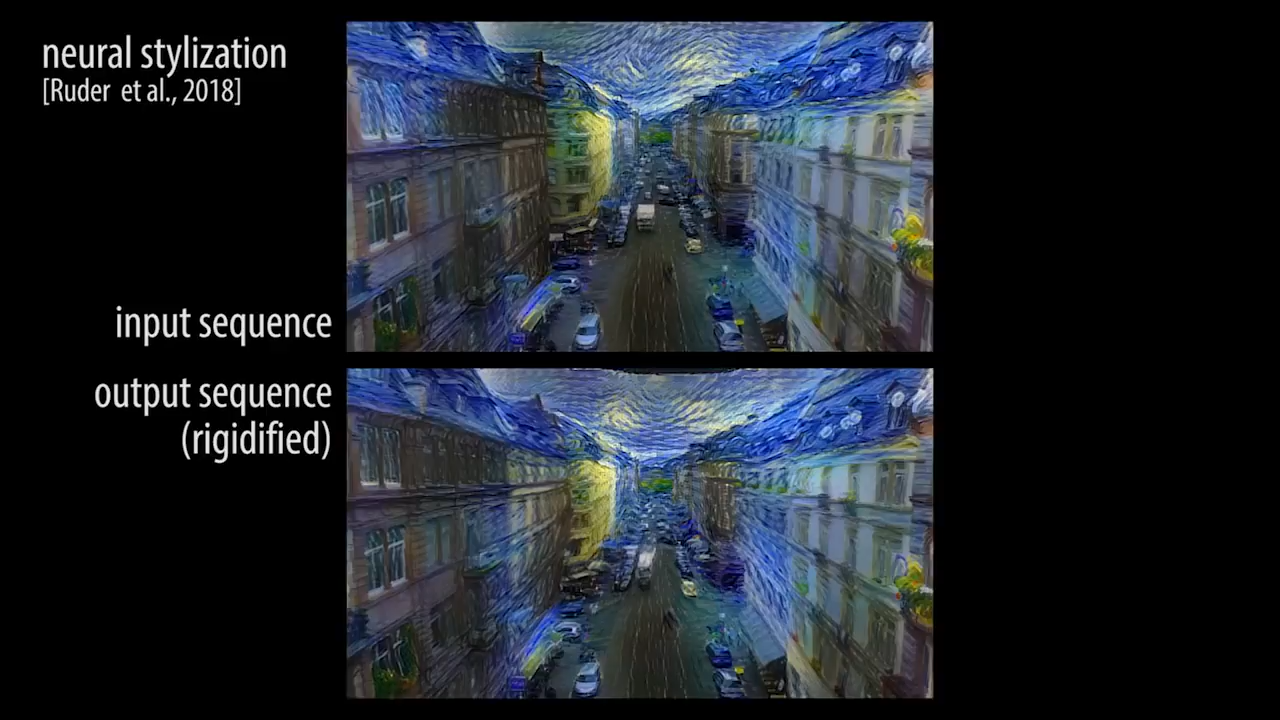 neural stylization
[Ruder et al., 2018]
input sequence
output sequence
(rigidified)